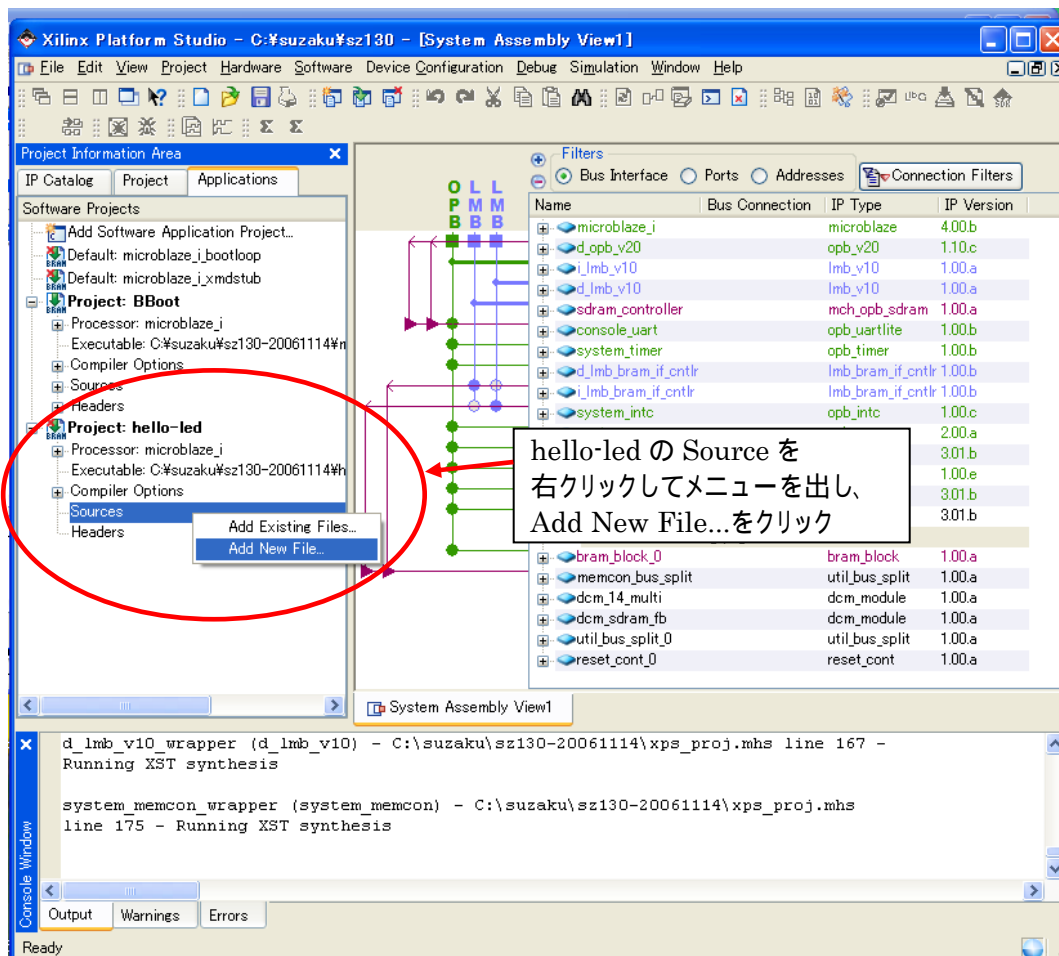 Xilinx Platform Studio - C:¥suzaku¥sz130 - [System Assembly View1]
File Edit View Project Hardware Software Device Configuration Debug Simulation Window Help
Project Information Area
IP Catalog Project Applications
Software Projects
Add Software Application Project...
Default: microblaze_i_bootloop
Default: microblaze_i_xmdstub
Project: BBoot
Processor: microblaze_i
Executable: C:¥suzaku¥sz130-20061114¥
Compiler Options
Sources
Headers
Project: hello-led
Processor: microblaze_i
Executable: C:¥suzaku¥sz130-20061114¥h
Compiler Options
Sources
Headers
Add Existing Files...
Add New File...
OPB LMB LMB
Filters
Bus Interface Ports Addresses Connection Filters
Name Bus Connection IP Type IP Version
microblaze_i microblaze 4.00.b
d_opb_v20 opb_v20 1.10.c
i_lmb_v10 lmb_v10 1.00.a
d_lmb_v10 lmb_v10 1.00.a
sdram_controller mch_opb_sdram 1.00.a
console_uart opb_uartlite 1.00.b
system_timer opb_timer 1.00.b
d_lmb_bram_if_cntlr lmb_bram_if_cntlr 1.00.b
i_lmb_bram_if_cntlr lmb_bram_if_cntlr 1.00.b
system_intc opb_intc 1.00.c
2.00.a
3.01.b
1.00.e
3.01.b
3.01.b
hello-led の Source を
右クリックしてメニューを出し、
Add New File...をクリック
bram_block_0 bram_block 1.00.a
memcon_bus_split util_bus_split 1.00.a
dcm_14_multi dcm_module 1.00.a
dcm_sdram_fb dcm_module 1.00.a
util_bus_split_0 util_bus_split 1.00.a
reset_cont_0 reset_cont 1.00.a
System Assembly View1
d_lmb_v10_wrapper (d_lmb_v10) - C:\suzaku\sz130-20061114\xps_proj.mhs line 167 -
Running XST synthesis
system_memcon_wrapper (system_memcon) - C:\suzaku\sz130-20061114\xps_proj.mhs
line 175 - Running XST synthesis
Console Window
Output Warnings Errors
Ready